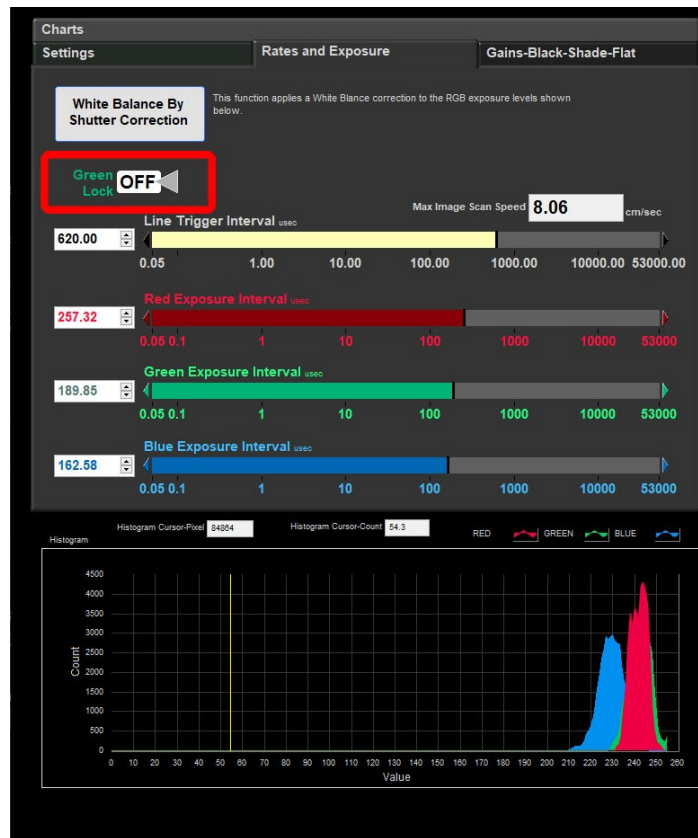 Charts
Settings Rates and Exposure Gains-Black-Shade-Flat
White Balance By
Shutter Correction
This function applies a White Blance correction to the RGB exposure levels shown
below.
Green
Lock OFF
Max Image Scan Speed 8.06 cm/sec
Line Trigger Interval usec
620.00
0.05 1.00 10.00 100.00 1000.00 10000.00 53000.00
Red Exposure Interval usec
257.32
0.05 0.1 1 10 100 1000 10000 53000
Green Exposure Interval usec
189.85
0.05 0.1 1 10 100 1000 10000 53000
Blue Exposure Interval usec
162.58
0.05 0.1 1 10 100 1000 10000 53000
Histogram Cursor-Pixel 84864 Histogram Cursor-Count 54.3 RED GREEN BLUE
Histogram
4500
4000
3500
3000
2500
2000
1500
1000
500
0
Count
0 10 20 30 40 50 60 70 80 90 100 110 120 130 140 150 160 170 180 190 200 210 220 230 240 250 260
Value